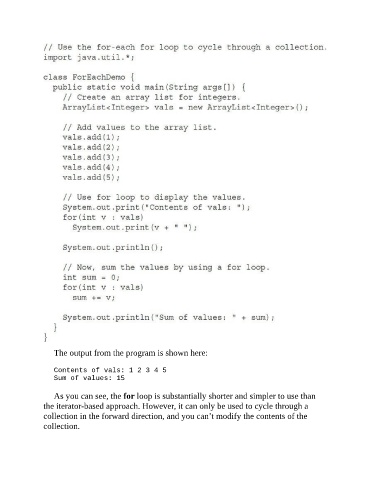 // Use the for-each for loop to cycle through a collection.
import java.util.*;

class ForEachDemo {
  public static void main(String args[]) {
    // Create an array list for integers.
    ArrayList<Integer> vals = new ArrayList<Integer>();

    // Add values to the array list.
    vals.add(1);
    vals.add(2);
    vals.add(3);
    vals.add(4);
    vals.add(5);

    // Use for loop to display the values.
    System.out.print("Contents of vals: ");
    for(int v : vals)
      System.out.print(v + " ");

    System.out.println();

    // Now, sum the values by using a for loop.
    int sum = 0;
    for(int v : vals)
      sum += v;

    System.out.println("Sum of values: " + sum);
  }
}
The output from the program is shown here:
Contents of vals: 1 2 3 4 5
Sum of values: 15
As you can see, the for loop is substantially shorter and simpler to use than
the iterator-based approach. However, it can only be used to cycle through a
collection in the forward direction, and you can't modify the contents of the
collection.